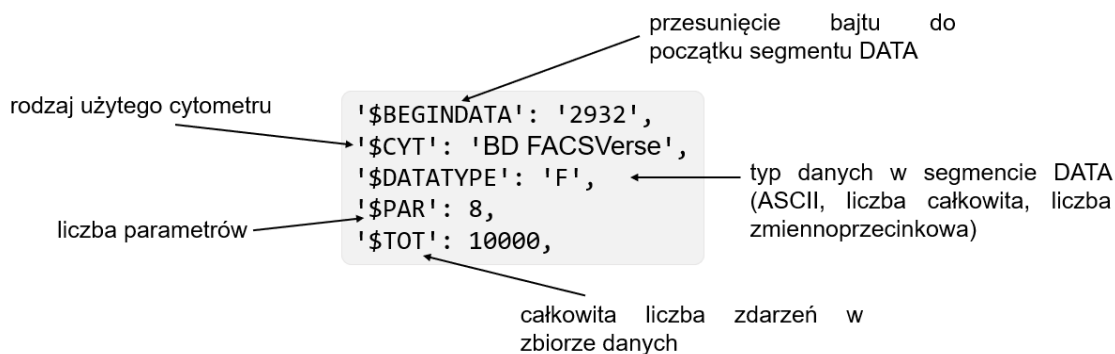 przesunięcie bajtu do
początku segmentu DATA
rodzaj użytego cytometru
'$BEGINDATA': '2932',
'$CYT': 'BD FACSVerse',
'$DATATYPE': 'F',
'$PAR': 8,
'$TOT': 10000,
typ danych w segmencie DATA
(ASCII, liczba całkowita, liczba
zmiennoprzecinkowa)
liczba parametrów
całkowita liczba zdarzeń w
zbiorze danych